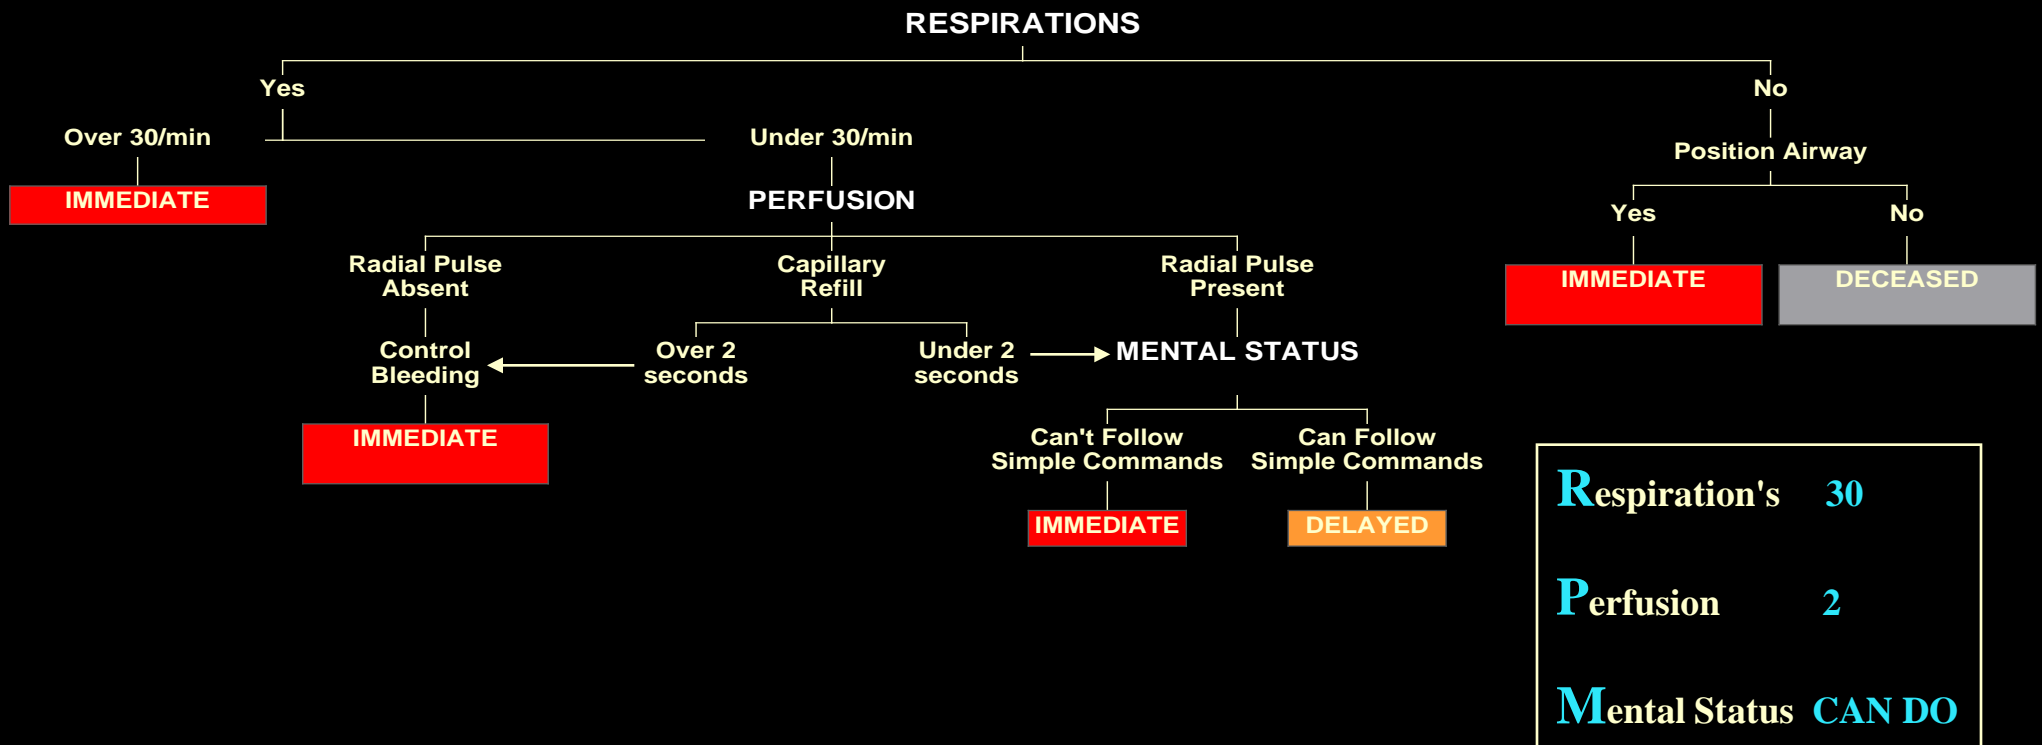 RESPIRATIONS
Yes
No
Over 30/min
Under 30/min
Position Airway
IMMEDIATE
PERFUSION
Yes
No
Radial Pulse
Absent
Capillary
Refill
Radial Pulse
Present
IMMEDIATE
DECEASED
Control
Bleeding
Over 2
seconds
Under 2
seconds
MENTAL STATUS
IMMEDIATE
Can't Follow
Simple Commands
Can Follow
Simple Commands
IMMEDIATE
DELAYED
Respiration's 30
Perfusion 2
Mental Status CAN DO